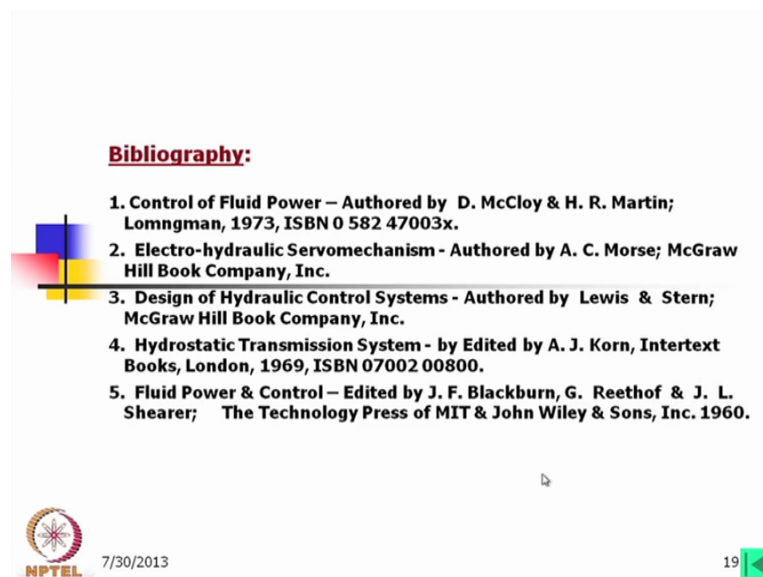 Bibliography:
1. Control of Fluid Power – Authored by D. McCloy & H. R. Martin;
Lomngman, 1973, ISBN 0 582 47003x.
2. Electro-hydraulic Servomechanism - Authored by A. C. Morse; McGraw
Hill Book Company, Inc.
3. Design of Hydraulic Control Systems - Authored by Lewis & Stern;
McGraw Hill Book Company, Inc.
4. Hydrostatic Transmission System - by Edited by A. J. Korn, Intertext
Books, London, 1969, ISBN 07002 00800.
5. Fluid Power & Control – Edited by J. F. Blackburn, G. Reethof & J. L.
Shearer; The Technology Press of MIT & John Wiley & Sons, Inc. 1960.
NPTEL
7/30/2013
19